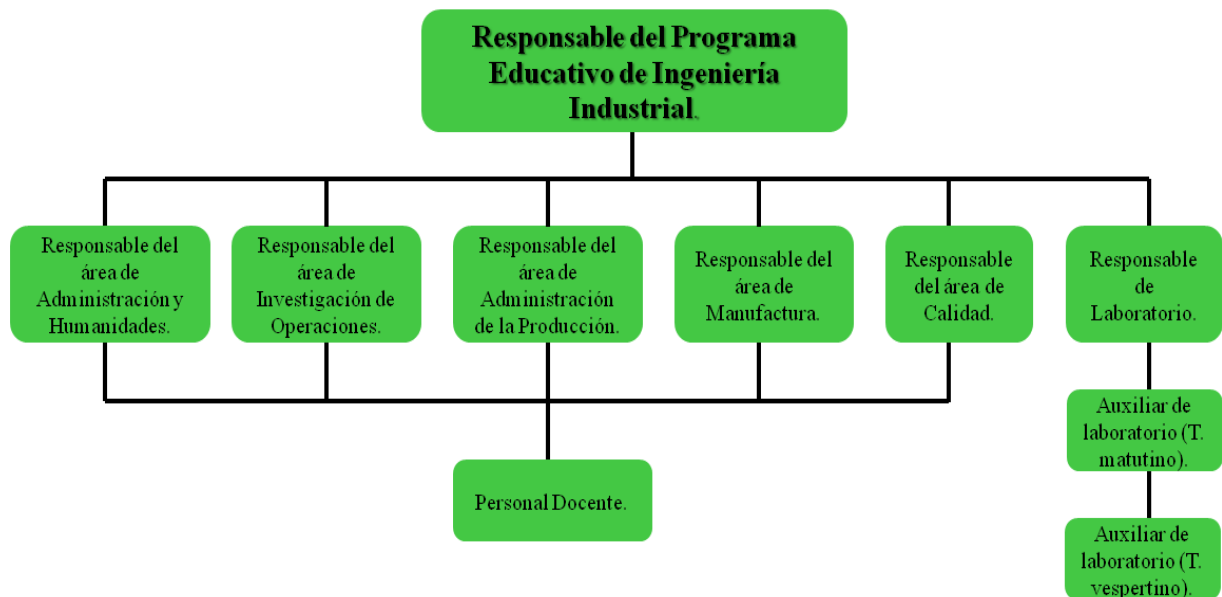 Responsable del Programa
Educativo de Ingeniería
Industrial.
Responsable del
área de
Administración y
Humanidades.
Responsable del
área de
Investigación de
Operaciones.
Responsable del
área de
Administración
de la Producción.
Responsable del
área de
Manufactura.
Responsable
del área de
Calidad.
Responsable
de
Laboratorio.
Auxiliar de
laboratorio (T.
matutino).
Personal Docente.
Auxiliar de
laboratorio (T.
vespertino).